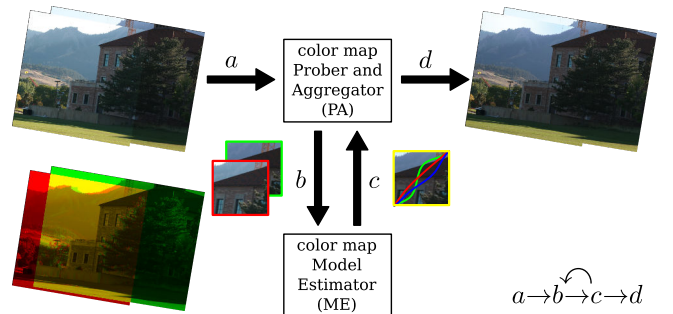 a
color map
Prober and
Aggregator
(PA)
d
b
c
color map
Model
Estimator
(ME)
a→b→c→d